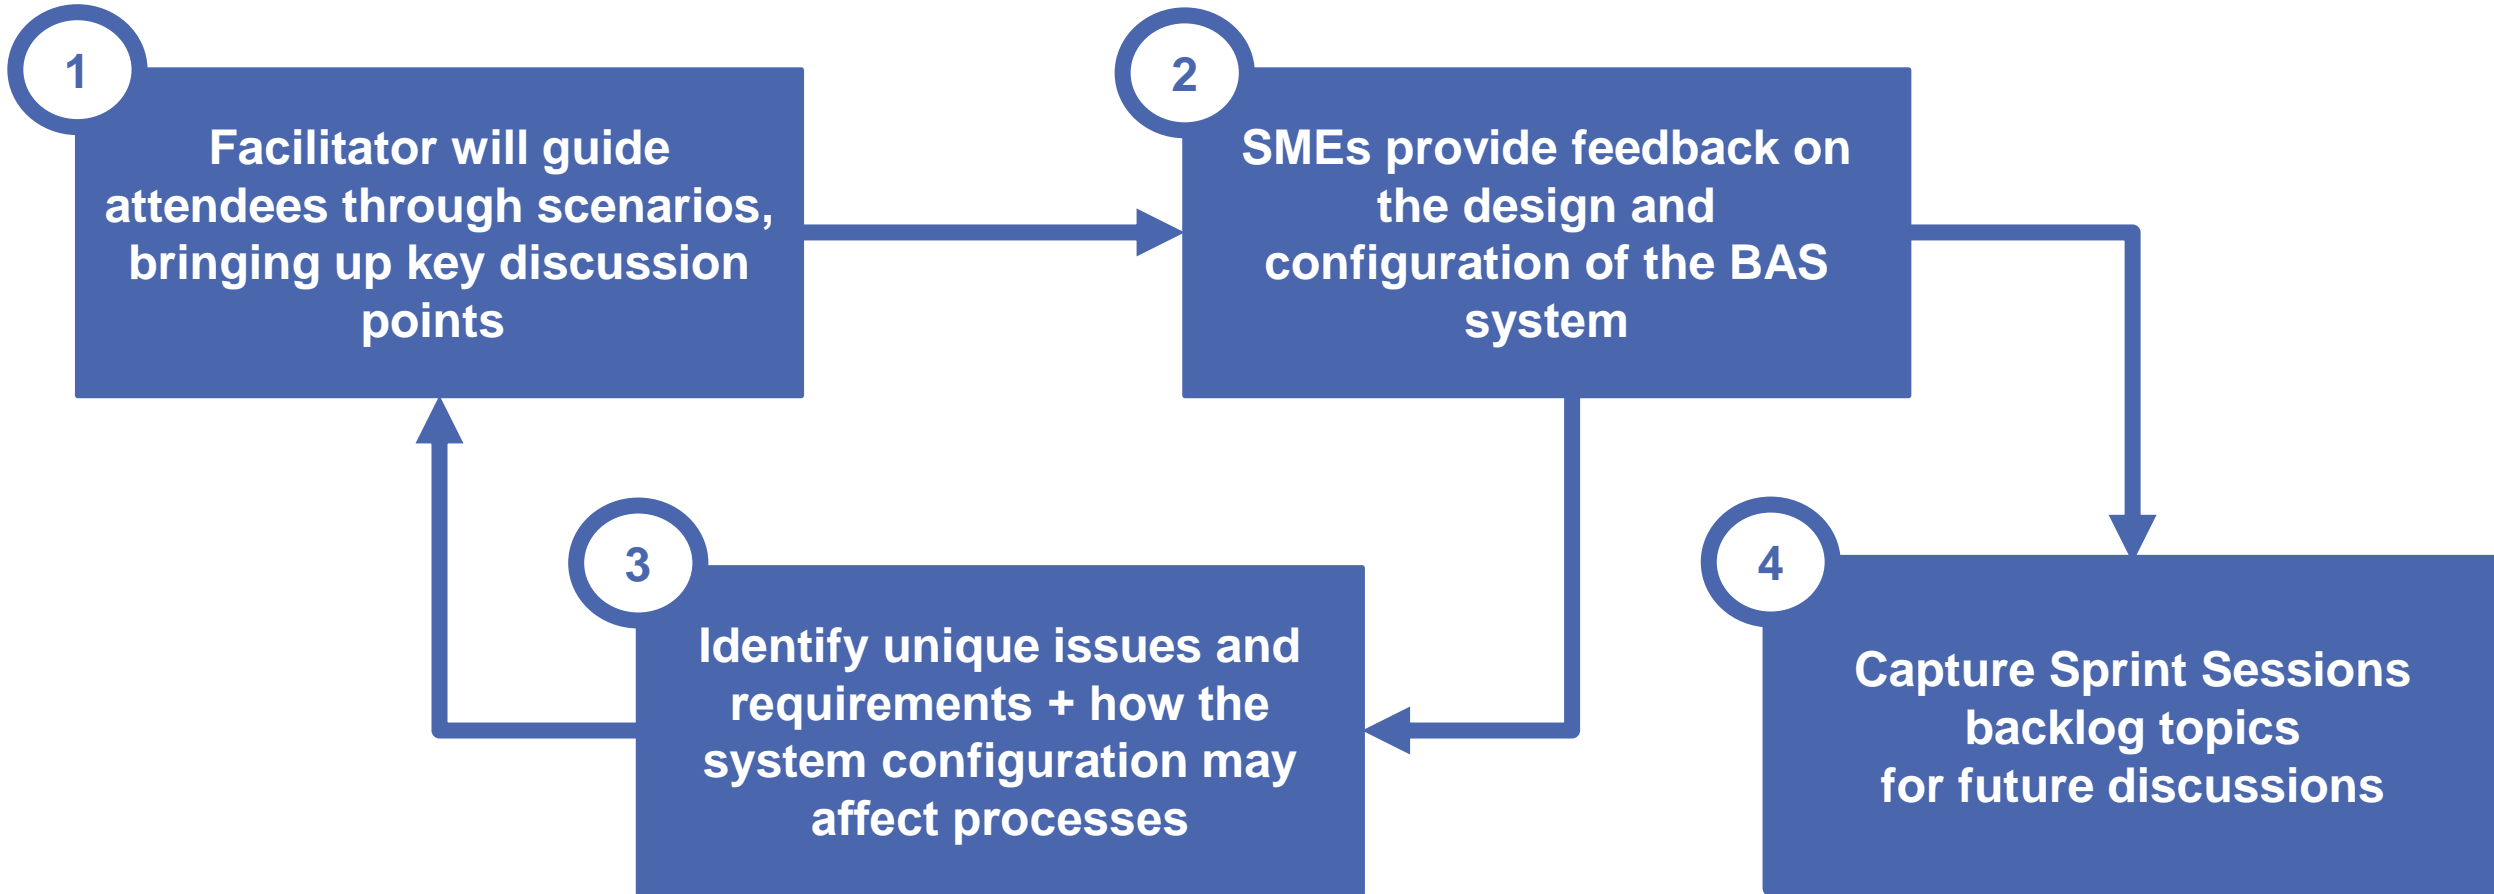 1
Facilitator will guide
attendees through scenarios,
bringing up key discussion
points
2
SMEs provide feedback on
the design and
configuration of the BAS
system
3
Identify unique issues and
requirements + how the
system configuration may
affect processes
4
Capture Sprint Sessions
backlog topics
for future discussions